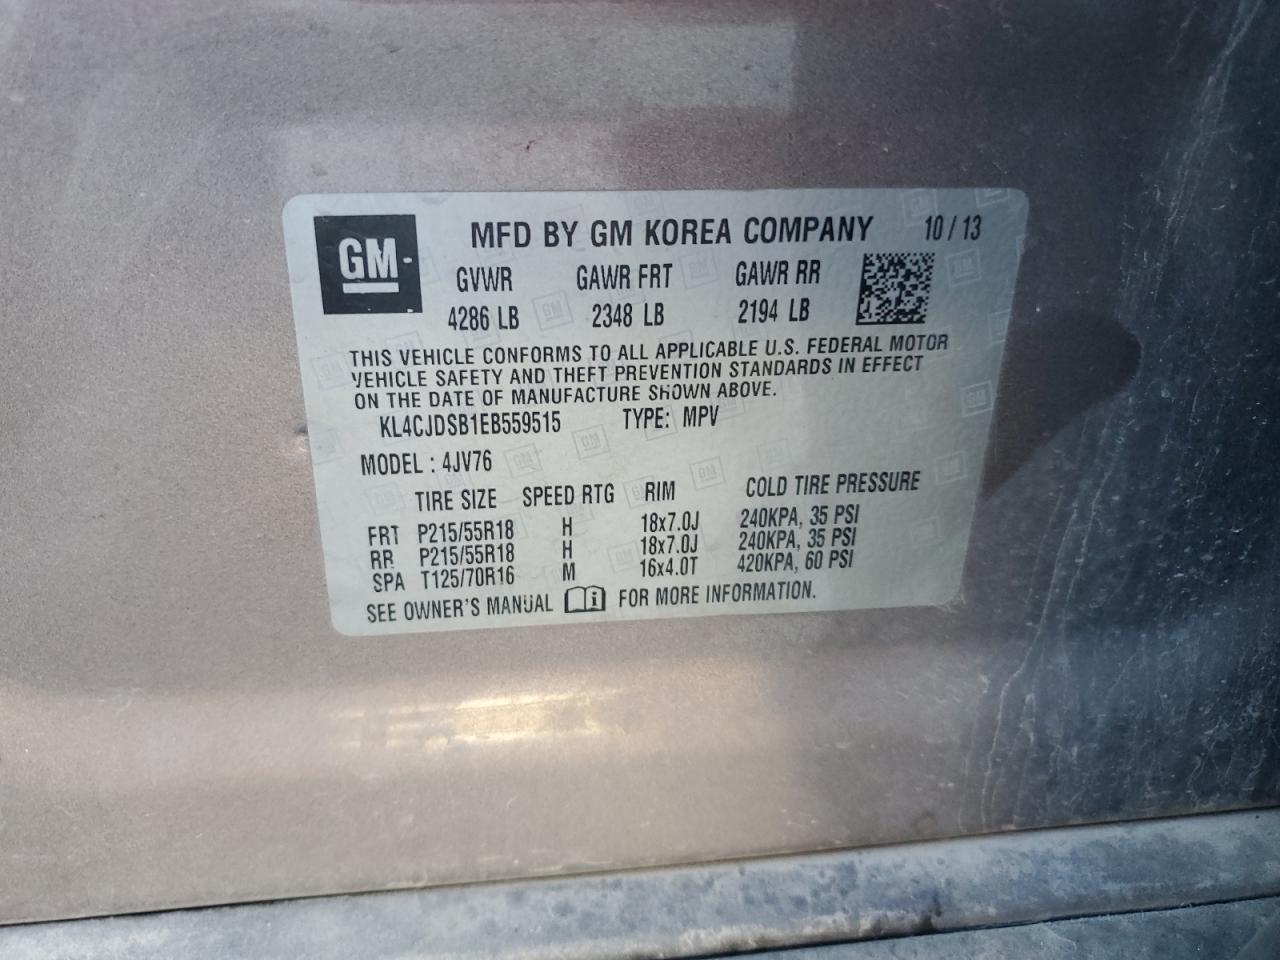 GM
MFD BY GM KOREA COMPANY 10 / 13
GVWR GAWR FRT GAWR RR
4286 LB 2348 LB 2194 LB
THIS VEHICLE CONFORMS TO ALL APPLICABLE U.S. FEDERAL MOTOR
VEHICLE SAFETY AND THEFT PREVENTION STANDARDS IN EFFECT
ON THE DATE OF MANUFACTURE SHOWN ABOVE.
KL4CJDSB1EB559515 TYPE: MPV
MODEL : 4JV76
TIRE SIZE SPEED RTG RIM COLD TIRE PRESSURE
FRT P215/55R18 H 18x7.0J 240KPA, 35 PSI
RR P215/55R18 H 18x7.0J 240KPA, 35 PSI
SPA T125/70R16 M 16x4.0T 420KPA, 60 PSI
SEE OWNER'S MANUAL i FOR MORE INFORMATION.